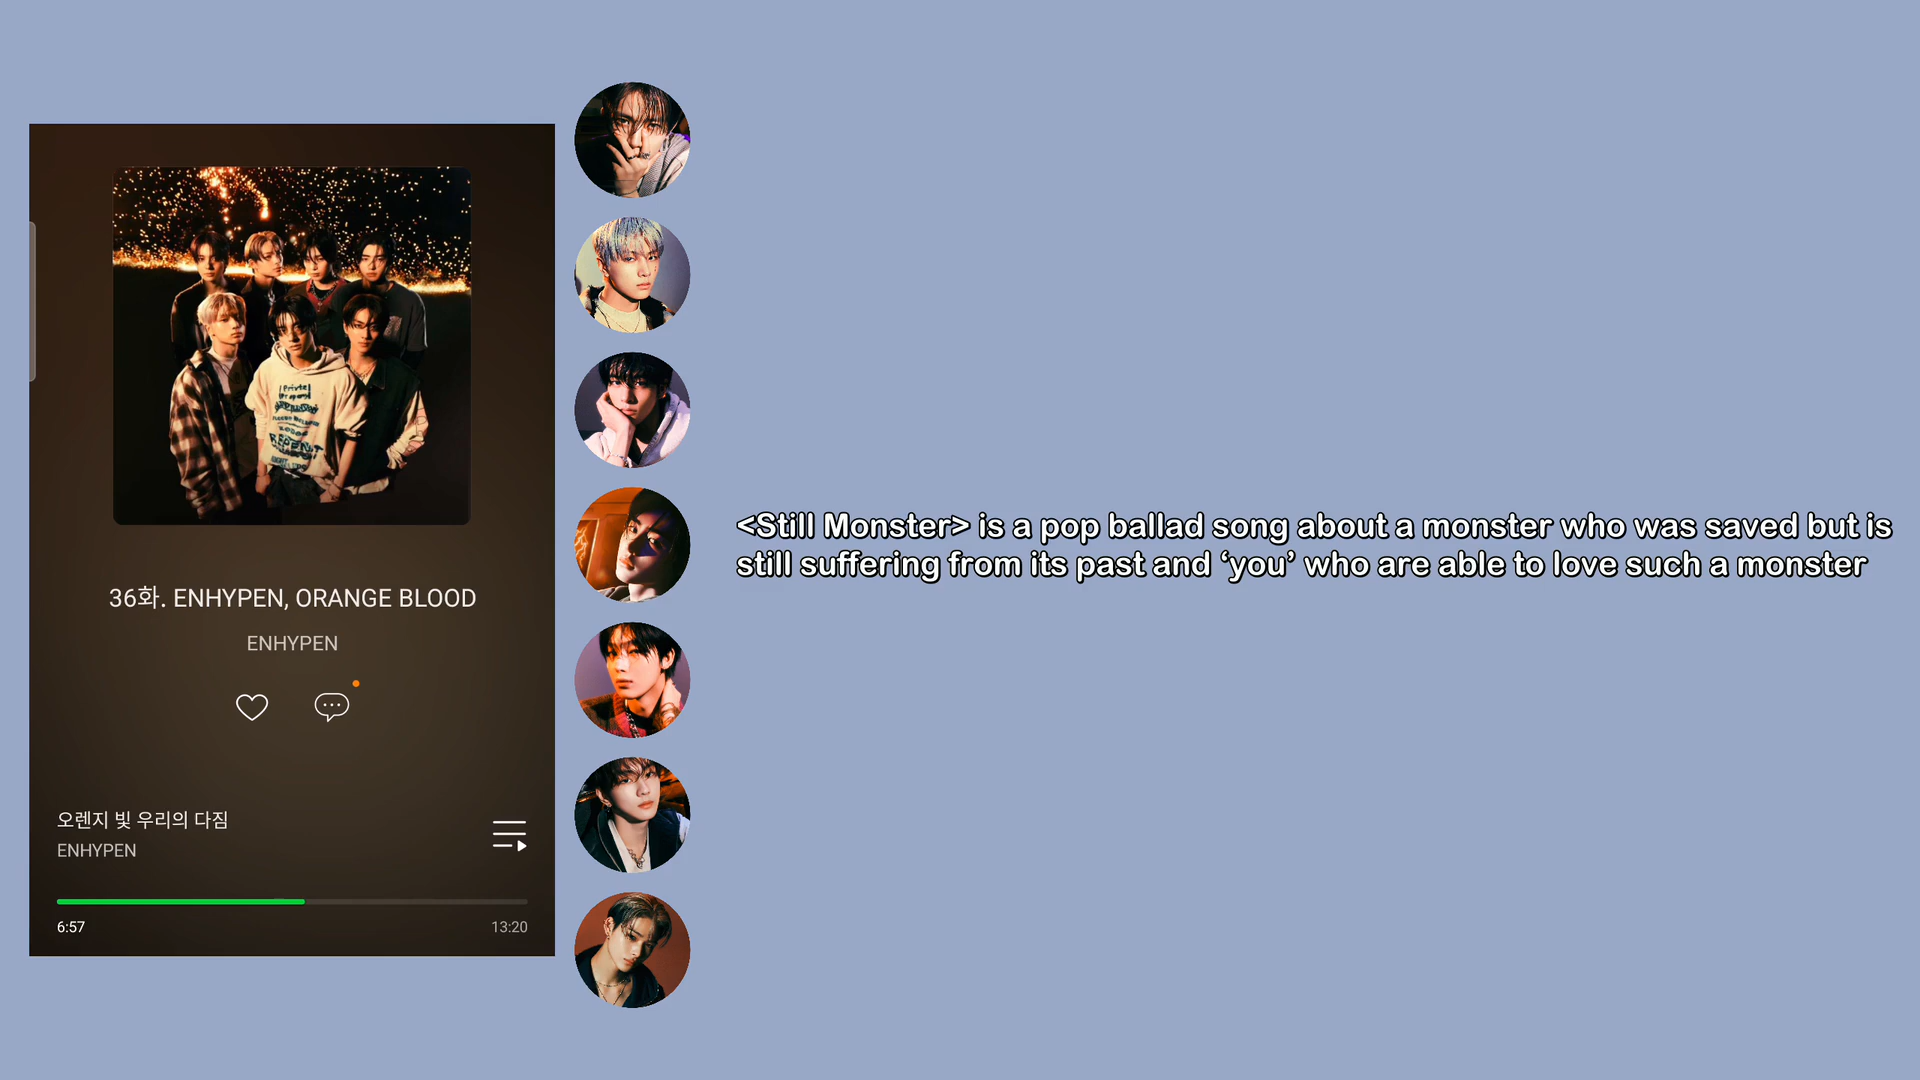 36화. ENHYPEN, ORANGE BLOOD
ENHYPEN
오렌지 빛 우리의 다짐
ENHYPEN
6:57
13:20
<Still Monster> is a pop ballad song about a monster who was saved but is
still suffering from its past and ‘you’ who are able to love such a monster